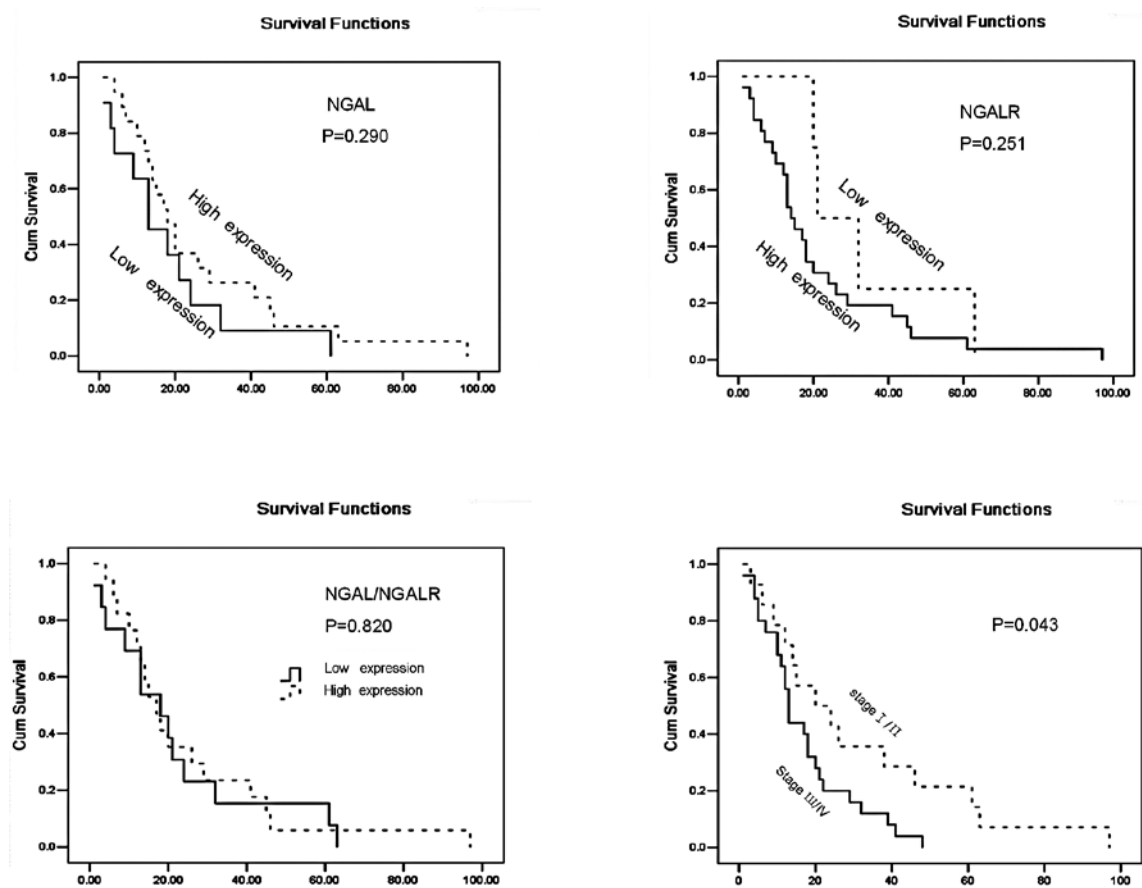 Survival Functions
NGAL
P=0.290
High expression
Low expression
Cum Survival
1.0
0.8
0.6
0.4
0.2
0.0
0.00 20.00 40.00 60.00 80.00 100.00
Survival Functions
NGALR
P=0.251
Low expression
High expression
Cum Survival
1.0
0.8
0.6
0.4
0.2
0.0
0.00 20.00 40.00 60.00 80.00 100.00
Survival Functions
NGAL/NGALR
P=0.820
Low expression
High expression
Cum Survival
1.0
0.8
0.6
0.4
0.2
0.0
0.00 20.00 40.00 60.00 80.00 100.00
Survival Functions
P=0.043
stage I/II
Stage III/IV
Cum Survival
1.0
0.8
0.6
0.4
0.2
0.0
0.00 20.00 40.00 60 80 100